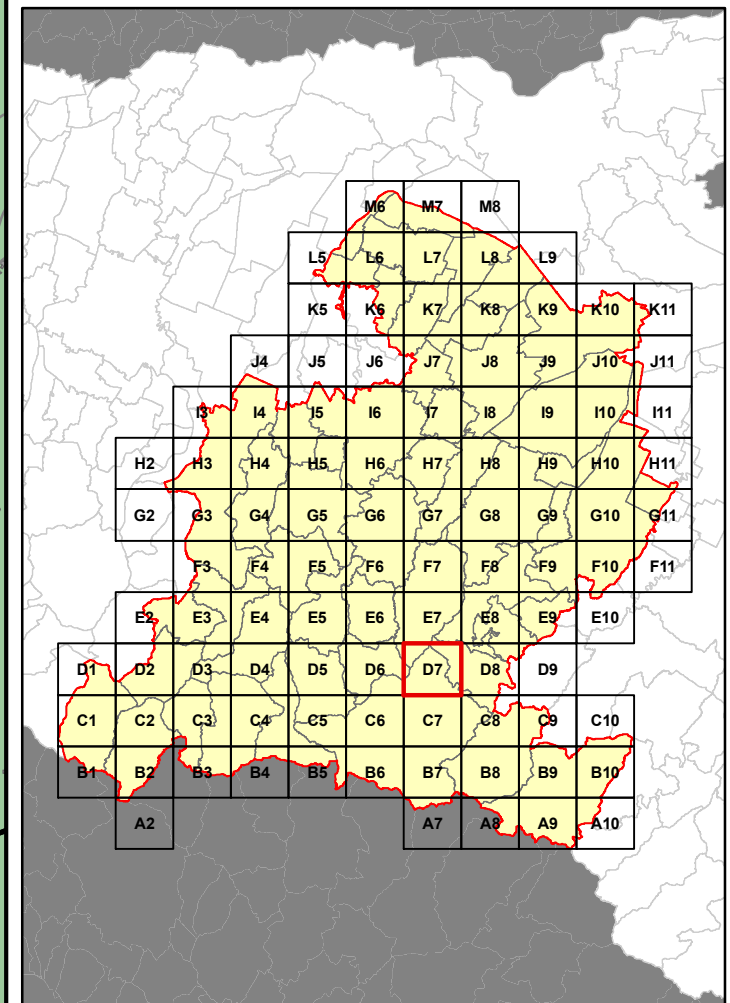 M6 M7 M8
L5 L6 L7 L8 L9
K5 K6 K7 K8 K9 K10 K11
J4 J5 J6 J7 J8 J9 J10 J11
I3 I4 I5 I6 I7 I8 I9 I10 I11
H2 H3 H4 H5 H6 H7 H8 H9 H10 H11
G2 G3 G4 G5 G6 G7 G8 G9 G10 G11
F3 F4 F5 F6 F7 F8 F9 F10 F11
E2 E3 E4 E5 E6 E7 E8 E9 E10
D1 D2 D3 D4 D5 D6 D7 D8 D9
C1 C2 C3 C4 C5 C6 C7 C8 C9 C10
B1 B2 B3 B4 B5 B6 B7 B8 B9 B10
A2 A7 A8 A9 A10